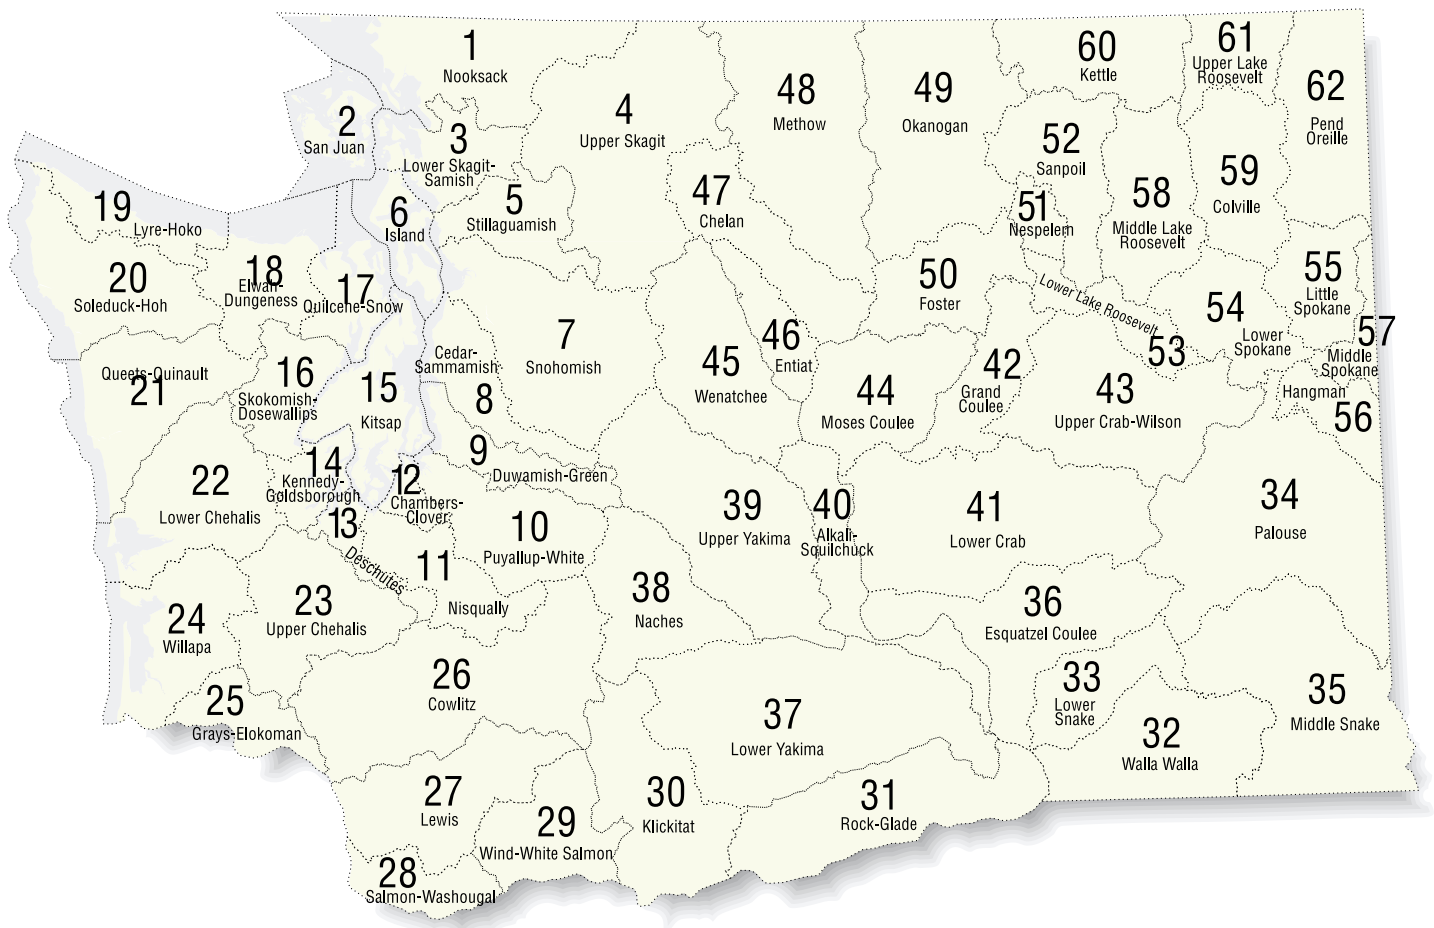 1
Nooksack
2
San Juan
3
Lower Skagit-
Samish
4
Upper Skagit
5
Stillaguamish
6
Island
7
Snohomish
Cedar-
Sammamish
8
9
Duwamish-Green
10
Puyallup-White
11
Nisqually
12
Chambers-
Clover
13
Deschutes
14
Kennedy-
Goldsborough
15
Kitsap
16
Skokomish-
Dosewallips
17
Quilcene-Snow
18
Elwah-
Dungeness
19
Lyre-Hoko
20
Soleduck-Hoh
Queets-Quinault
21
22
Lower Chehalis
23
Upper Chehalis
24
Willapa
25
Grays-Elokoman
26
Cowlitz
27
Lewis
28
Salmon-Washougal
29
Wind-White Salmon
30
Klickitat
31
Rock-Glade
32
Walla Walla
33
Lower
Snake
34
Palouse
35
Middle Snake
36
Esquatzel Coulee
37
Lower Yakima
38
Naches
39
Upper Yakima
40
Alkali-
Squilchuck
41
Lower Crab
42
Grand
Coulee
43
Upper Crab-Wilson
44
Moses Coulee
45
Wenatchee
46
Entiat
47
Chelan
48
Methow
49
Okanogan
50
Foster
51
Nespelem
52
Sanpoil
Lower Lake Roosevelt
53
54
Lower
Spokane
55
Little
Spokane
Hangman
56
57
Middle
Spokane
58
Middle Lake
Roosevelt
59
Colville
60
Kettle
61
Upper Lake
Roosevelt
62
Pend
Oreille